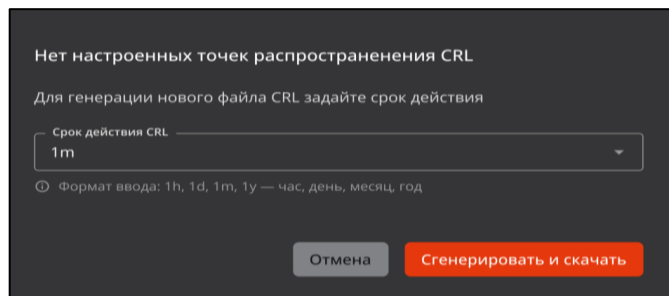 Нет настроенных точек распространенения CRL
Для генерации нового файла CRL задайте срок действия
Срок действия CRL
1m
Формат ввода: 1h, 1d, 1m, 1y — час, день, месяц, год
Отмена
Сгенерировать и скачать